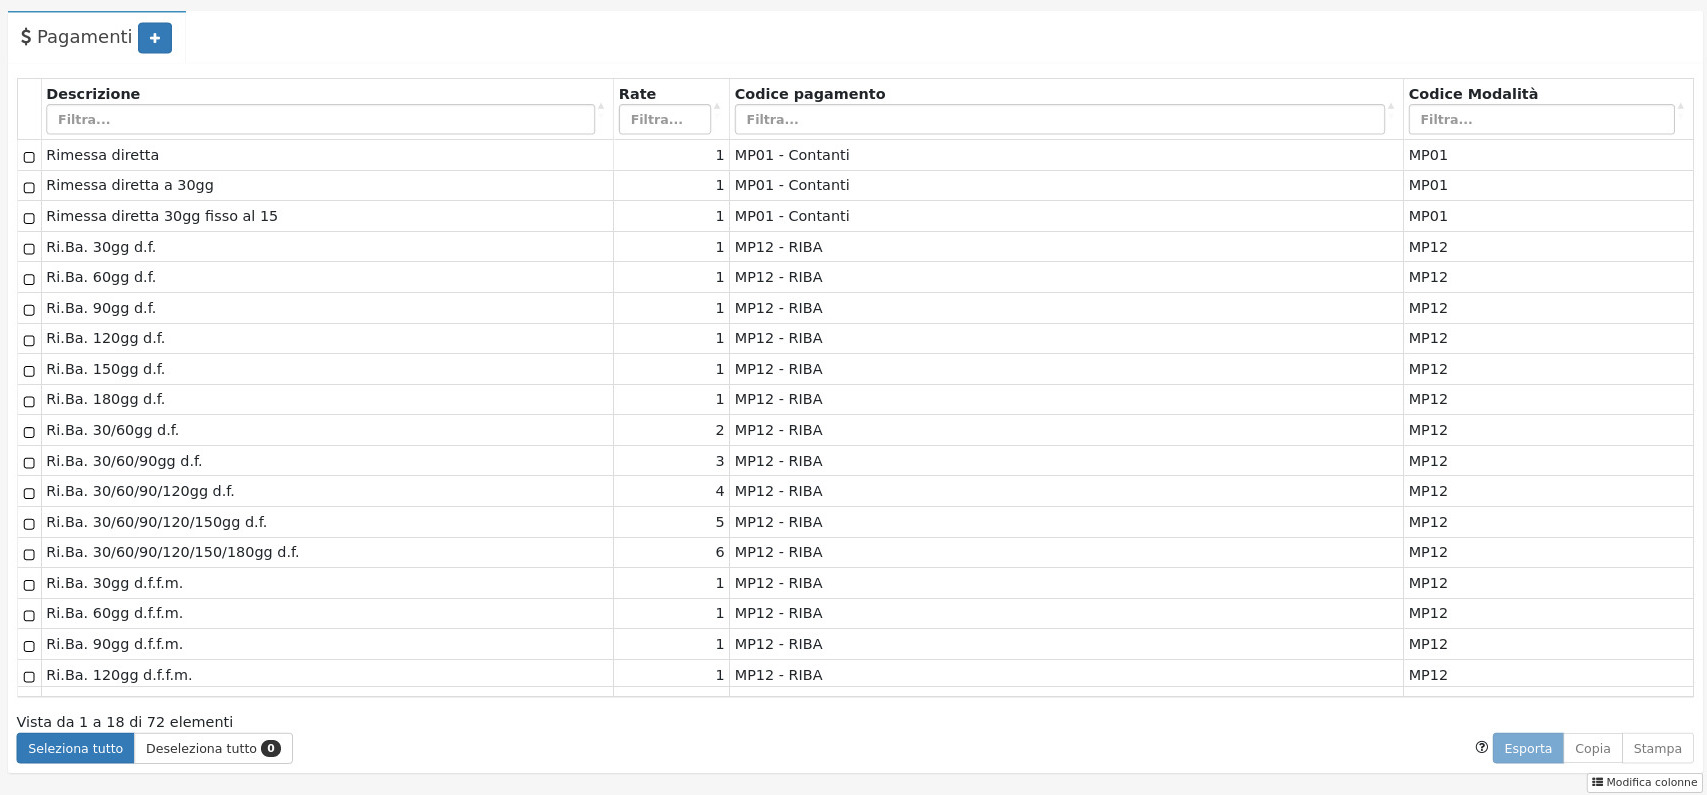 $ Pagamenti +
Descrizione Rate Codice pagamento Codice Modalità
Filtra... Filtra... Filtra... Filtra...
Rimessa diretta 1 MP01 - Contanti MP01
Rimessa diretta a 30gg 1 MP01 - Contanti MP01
Rimessa diretta 30gg fisso al 15 1 MP01 - Contanti MP01
Ri.Ba. 30gg d.f. 1 MP12 - RIBA MP12
Ri.Ba. 60gg d.f. 1 MP12 - RIBA MP12
Ri.Ba. 90gg d.f. 1 MP12 - RIBA MP12
Ri.Ba. 120gg d.f. 1 MP12 - RIBA MP12
Ri.Ba. 150gg d.f. 1 MP12 - RIBA MP12
Ri.Ba. 180gg d.f. 1 MP12 - RIBA MP12
Ri.Ba. 30/60gg d.f. 2 MP12 - RIBA MP12
Ri.Ba. 30/60/90gg d.f. 3 MP12 - RIBA MP12
Ri.Ba. 30/60/90/120gg d.f. 4 MP12 - RIBA MP12
Ri.Ba. 30/60/90/120/150gg d.f. 5 MP12 - RIBA MP12
Ri.Ba. 30/60/90/120/150/180gg d.f. 6 MP12 - RIBA MP12
Ri.Ba. 30gg d.f.f.m. 1 MP12 - RIBA MP12
Ri.Ba. 60gg d.f.f.m. 1 MP12 - RIBA MP12
Ri.Ba. 90gg d.f.f.m. 1 MP12 - RIBA MP12
Ri.Ba. 120gg d.f.f.m. 1 MP12 - RIBA MP12
Vista da 1 a 18 di 72 elementi
Seleziona tutto Deseleziona tutto 0 ? Esporta Copia Stampa
Modifica colonne